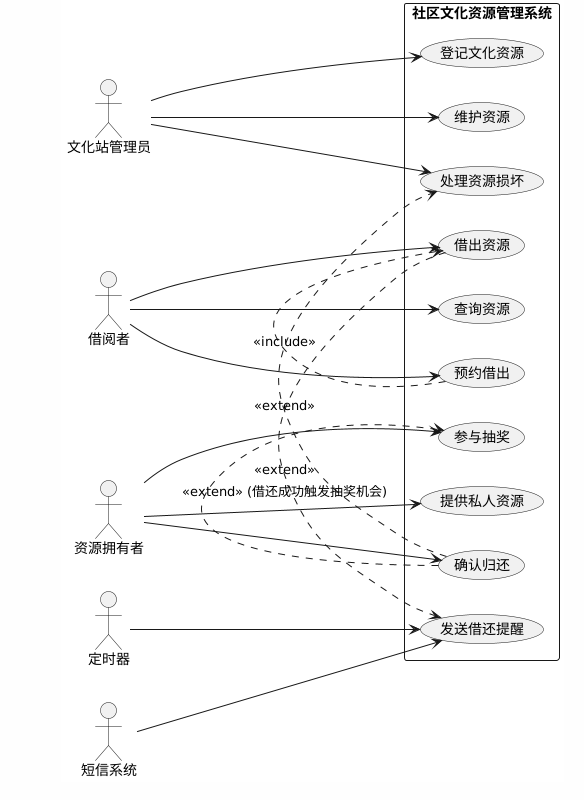 社区文化资源管理系统
登记文化资源
维护资源
文化站管理员
处理资源损坏
借出资源
查询资源
借阅者
<<include>>
预约借出
<<extend>>
参与抽奖
<<extend>>
<<extend>> (借还成功触发抽奖机会)
提供私人资源
资源拥有者
确认归还
发送借还提醒
定时器
短信系统